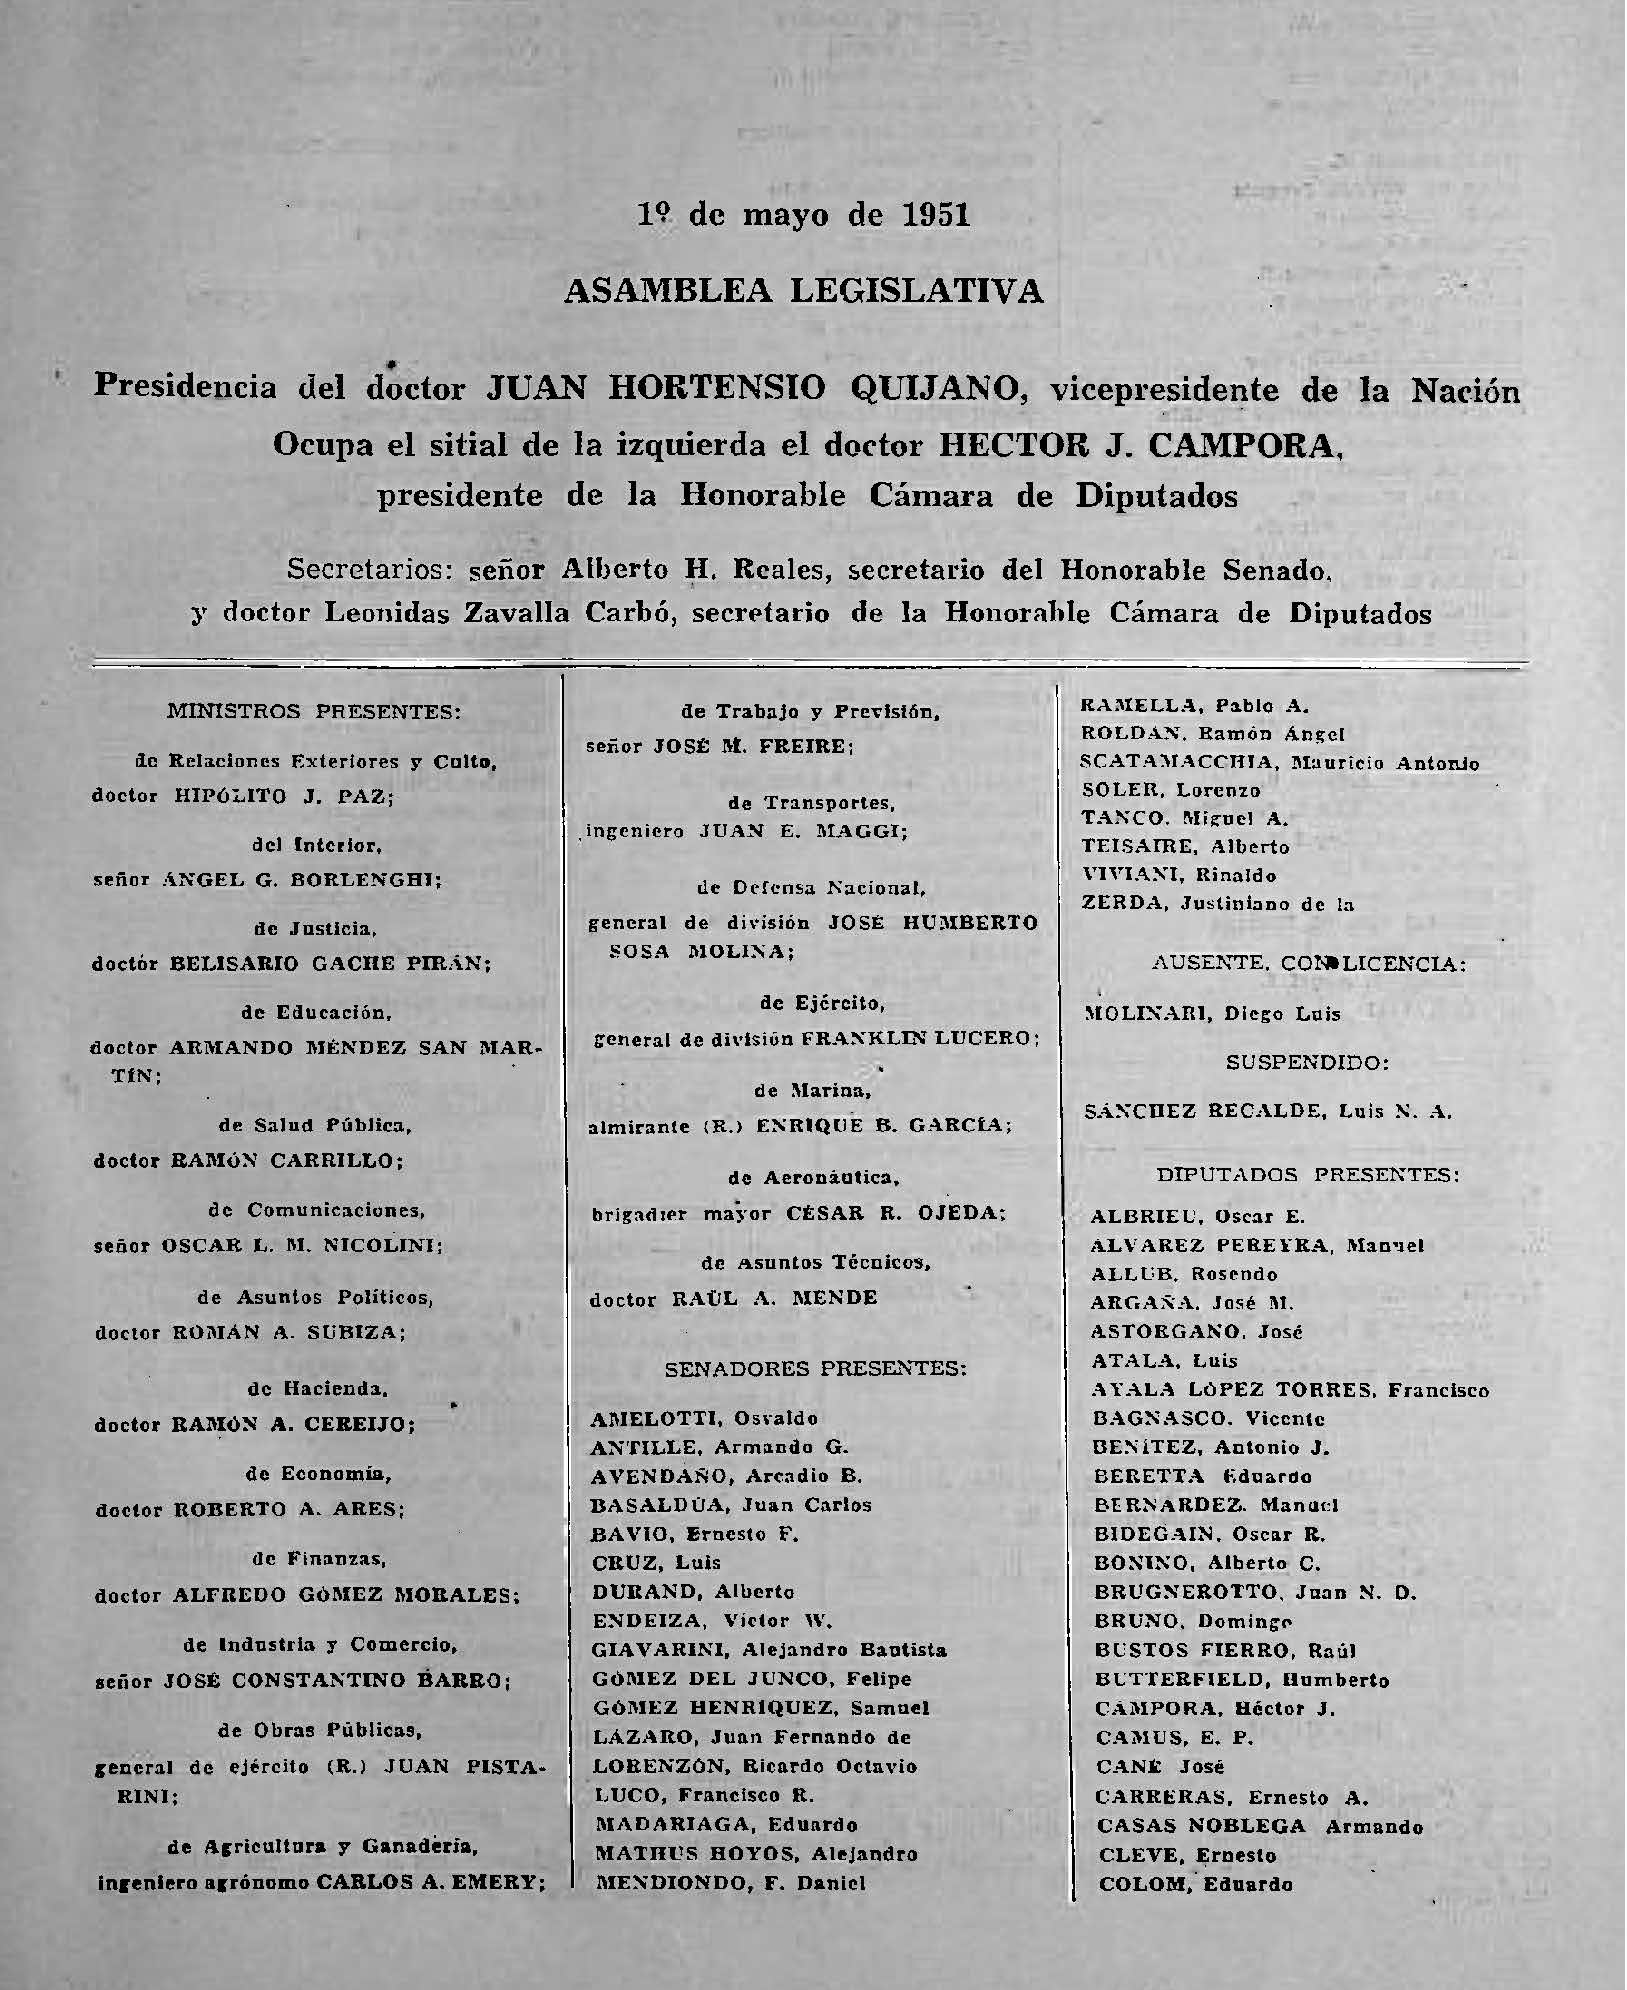 1º de mayo de 1951
ASAMBLEA LEGISLATIVA
Presidencia del doctor JUAN HORTENSIO QUIJANO, vicepresidente de la Nación
Ocupa el sitial de la izquierda el doctor HECTOR J. CAMPORA,
presidente de la Honorable Cámara de Diputados
Secretarios: señor Alberto H. Reales, secretario del Honorable Senado,
y doctor Leonidas Zavalla Carbó, secretario de la Honorable Cámara de Diputados
MINISTROS PRESENTES:
de Relaciones Exteriores y Culto,
doctor HIPÓLITO J. PAZ;
del Interior,
señor ÁNGEL G. BORLENGHI;
de Justicia,
doctor BELISARIO GACHE PIRÁN;
de Educación,
doctor ARMANDO MÉNDEZ SAN MAR-
TÍN;
de Salud Pública,
doctor RAMÓN CARRILLO;
de Comunicaciones,
señor OSCAR L. M. NICOLINI;
de Asuntos Políticos,
doctor ROMÁN A. SUBIZA;
de Hacienda,
doctor RAMÓN A. CEREIJO;
de Economía,
doctor ROBERTO A. ARES;
de Finanzas,
doctor ALFREDO GÓMEZ MORALES;
de Industria y Comercio,
señor JOSÉ CONSTANTINO BARRO;
de Obras Públicas,
general de ejército (R.) JUAN PISTA-
RINI;
de Agricultura y Ganadería,
ingeniero agrónomo CARLOS A. EMERY;
de Trabajo y Previsión,
señor JOSÉ M. FREIRE;
de Transportes,
ingeniero JUAN E. MAGGI;
de Defensa Nacional,
general de división JOSÉ HUMBERTO
SOSA MOLINA;
de Ejército,
general de división FRANKLIN LUCERO;
de Marina,
almirante (R.) ENRIQUE B. GARCÍA;
de Aeronáutica,
brigadier mayor CÉSAR R. OJEDA;
de Asuntos Técnicos,
doctor RAÚL A. MENDE
SENADORES PRESENTES:
AMELOTTI, Osvaldo
ANTILLE, Armando G.
AVENDAÑO, Arcadio B.
BASALDÚA, Juan Carlos
BAVIO, Ernesto F.
CRUZ, Luis
DURAND, Alberto
ENDEIZA, Víctor W.
GIAVARINI, Alejandro Bautista
GÓMEZ DEL JUNCO, Felipe
GÓMEZ HENRÍQUEZ, Samuel
LÁZARO, Juan Fernando de
LORENZÓN, Ricardo Octavio
LUCO, Francisco R.
MADARIAGA, Eduardo
MATHUS HOYOS, Alejandro
MENDIONDO, F. Daniel
RAMELLA, Pablo A.
ROLDAN, Ramón Ángel
SCATAMACCHIA, Mauricio Antonio
SOLER, Lorenzo
TANCO, Miguel A.
TEISAIRE, Alberto
VIVIANI, Rinaldo
ZERDA, Justiniano de la
AUSENTE, CON LICENCIA:
MOLINARI, Diego Luis
SUSPENDIDO:
SÁNCHEZ RECALDE, Luis N. A.
DIPUTADOS PRESENTES:
ALBRIEU, Oscar E.
ÁLVAREZ PEREYRA, Manuel
ALLUB, Rosendo
ARGAÑA, José M.
ASTORGANO, José
ATALA, Luis
AYALA LÓPEZ TORRES, Francisco
BAGNASCO, Vicente
BENÍTEZ, Antonio J.
BERETTA Eduardo
BERNARDEZ, Manuel
BIDEGAIN, Oscar R.
BONINO, Alberto C.
BRUGNEROTTO, Juan N. D.
BRUNO, Domingo
BUSTOS FIERRO, Raúl
BUTTERFIELD, Humberto
CÁMPORA, Héctor J.
CAMUS, E. P.
CANÉ José
CARRERAS, Ernesto A.
CASAS NOBLEGA Armando
CLEVE, Ernesto
COLOM, Eduardo